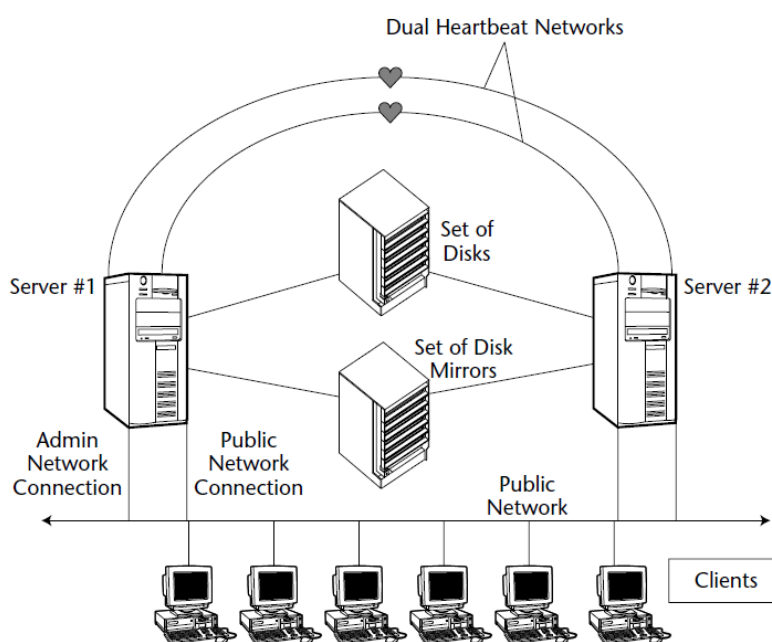 Dual Heartbeat Networks
Set of
Disks
Server #1
Server #2
Set of Disk
Mirrors
Admin
Network
Connection
Public
Network
Connection
Public
Network
Clients